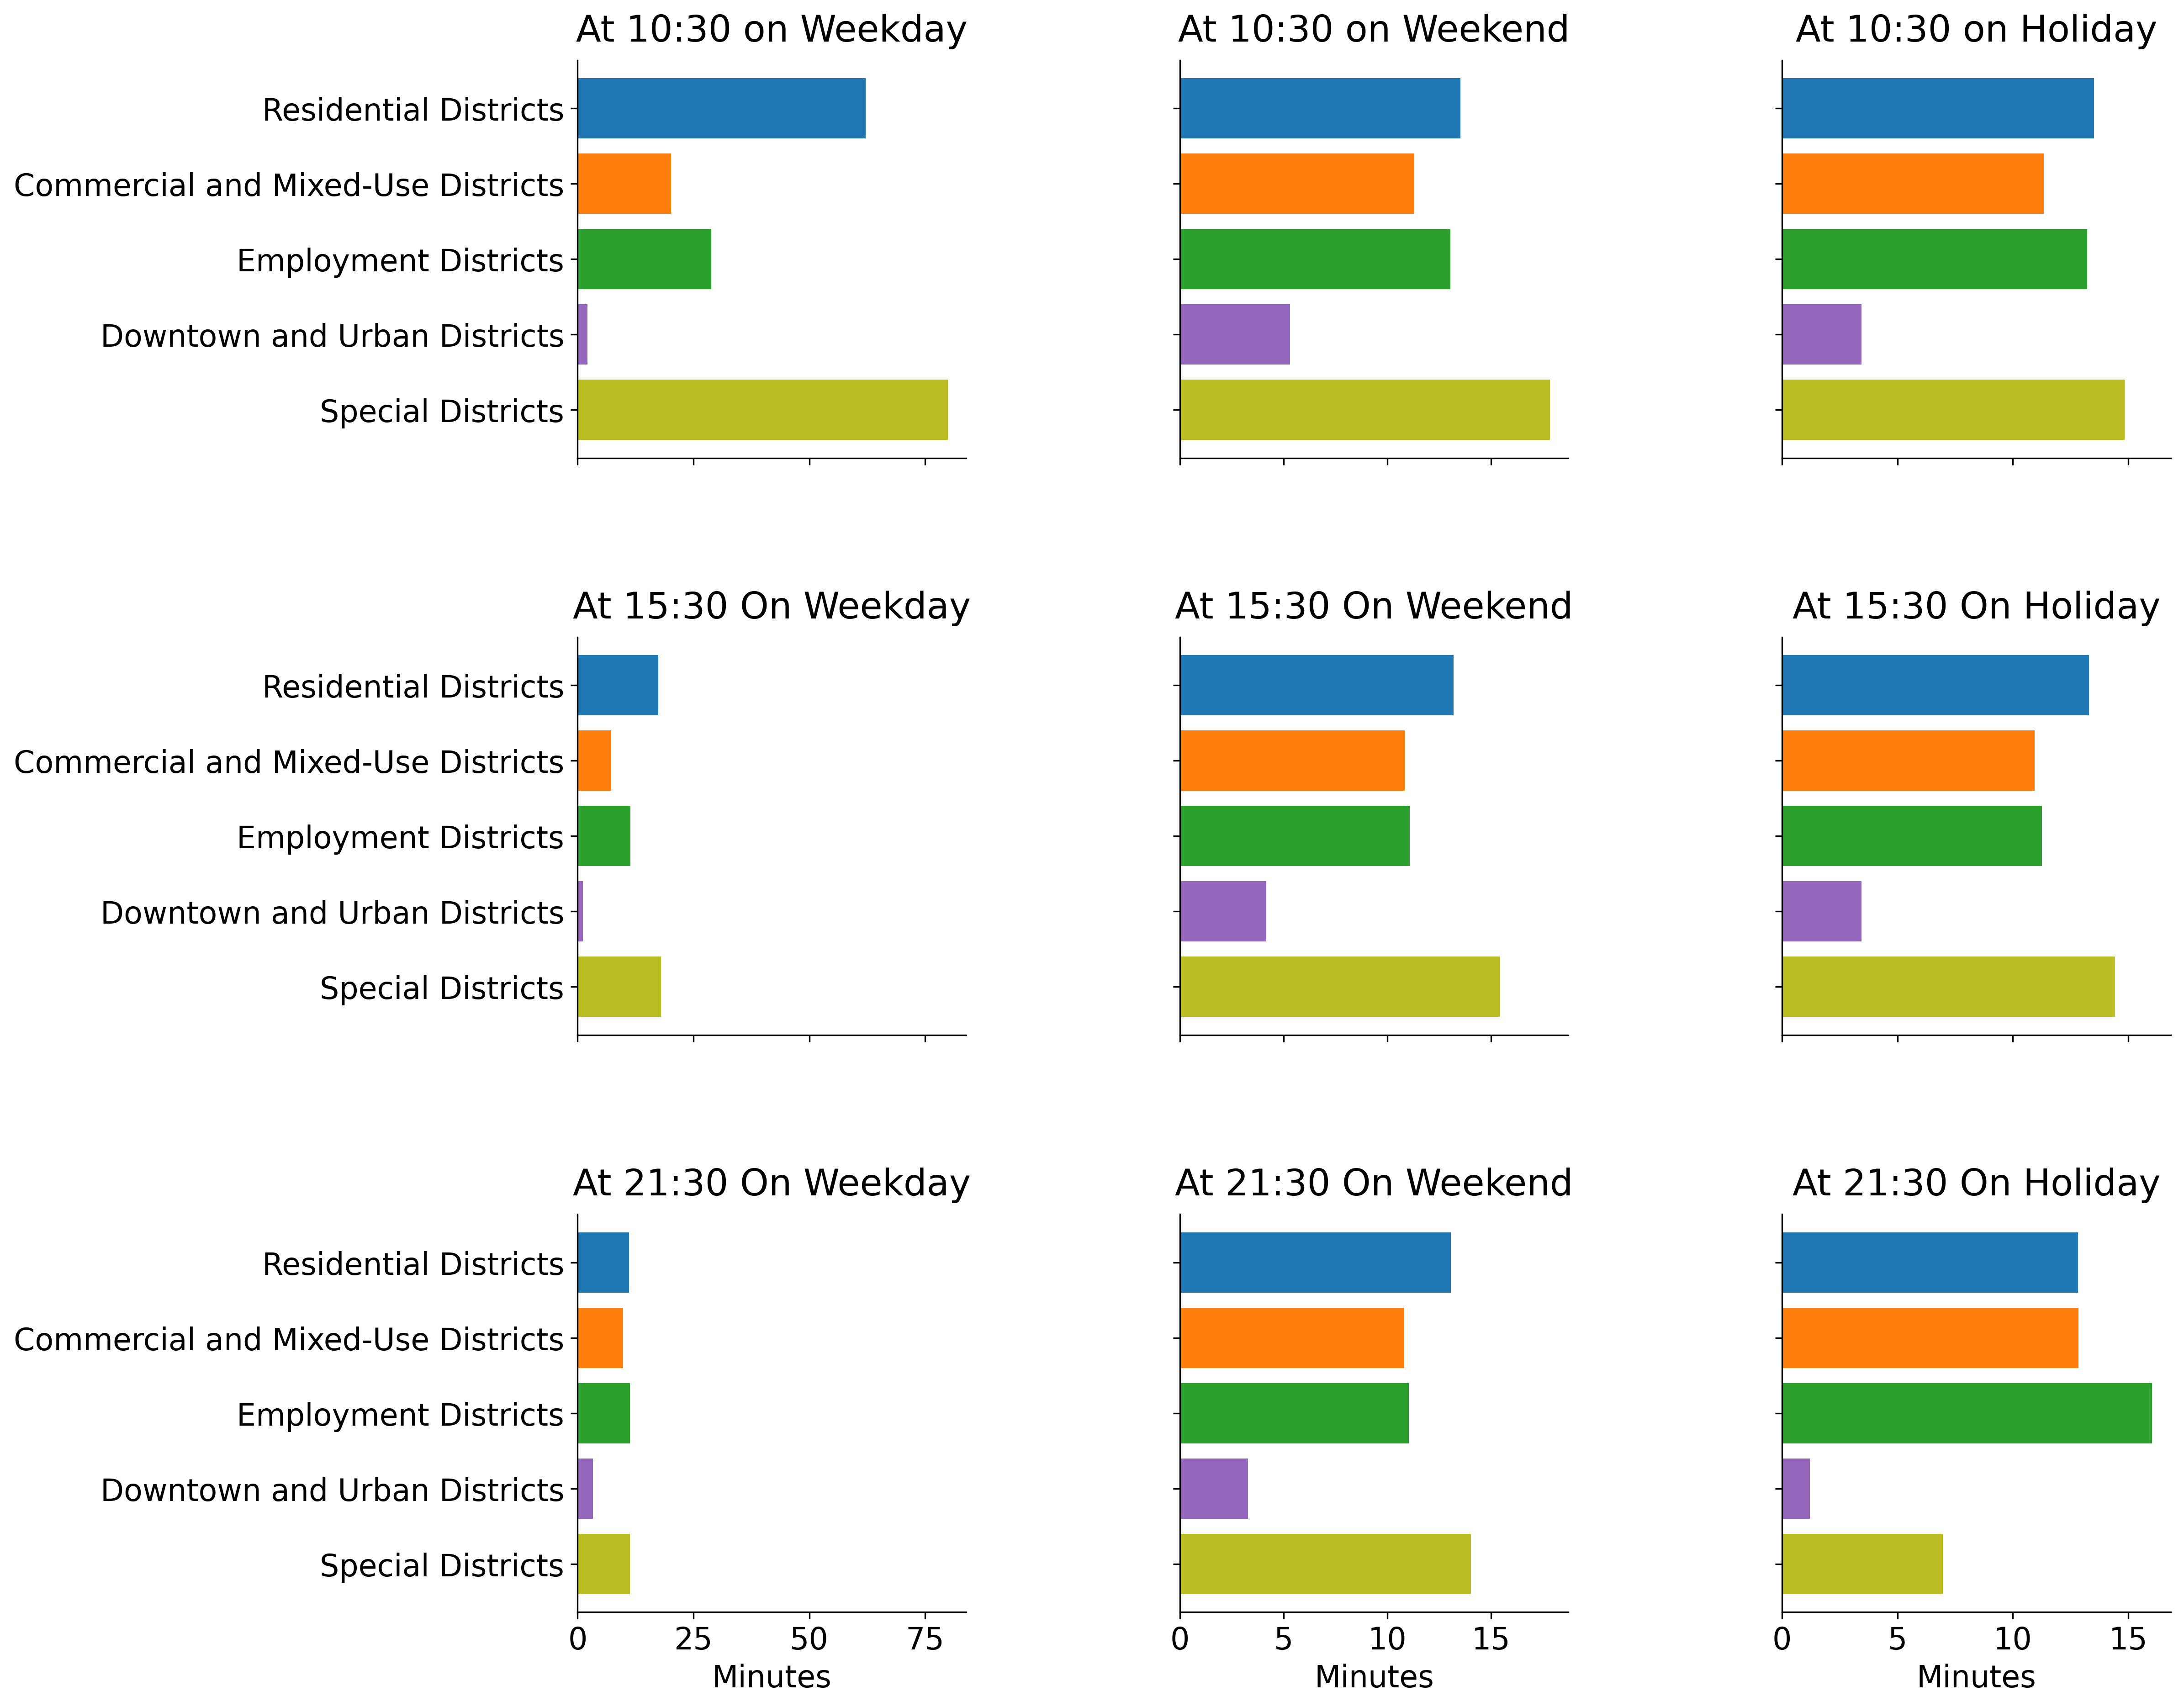 At 10:30 on Weekday
At 10:30 on Weekend
At 10:30 on Holiday
Residential Districts
Commercial and Mixed-Use Districts
Employment Districts
Downtown and Urban Districts
Special Districts
At 15:30 On Weekday
At 15:30 On Weekend
At 15:30 On Holiday
Residential Districts
Commercial and Mixed-Use Districts
Employment Districts
Downtown and Urban Districts
Special Districts
At 21:30 On Weekday
At 21:30 On Weekend
At 21:30 On Holiday
Residential Districts
Commercial and Mixed-Use Districts
Employment Districts
Downtown and Urban Districts
Special Districts
0 25 50 75
0 5 10 15
0 5 10 15
Minutes
Minutes
Minutes